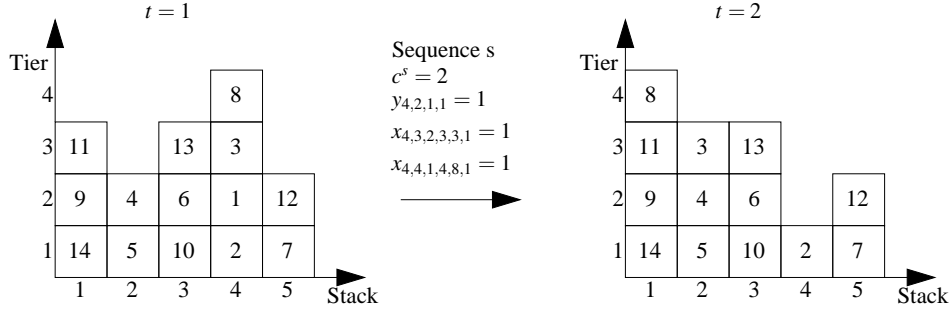 t = 1
t = 2
Tier
4
3
2
1
8
11 13 3
9 4 6 1 12
14 5 10 2 7
1 2 3 4 5
Stack
Sequence s
c^s = 2
y_{4,2,1,1} = 1
x_{4,3,2,3,3,1} = 1
x_{4,4,1,4,8,1} = 1
Tier
4
3
2
1
8
11 3 13
9 4 6 12
14 5 10 2 7
1 2 3 4 5
Stack